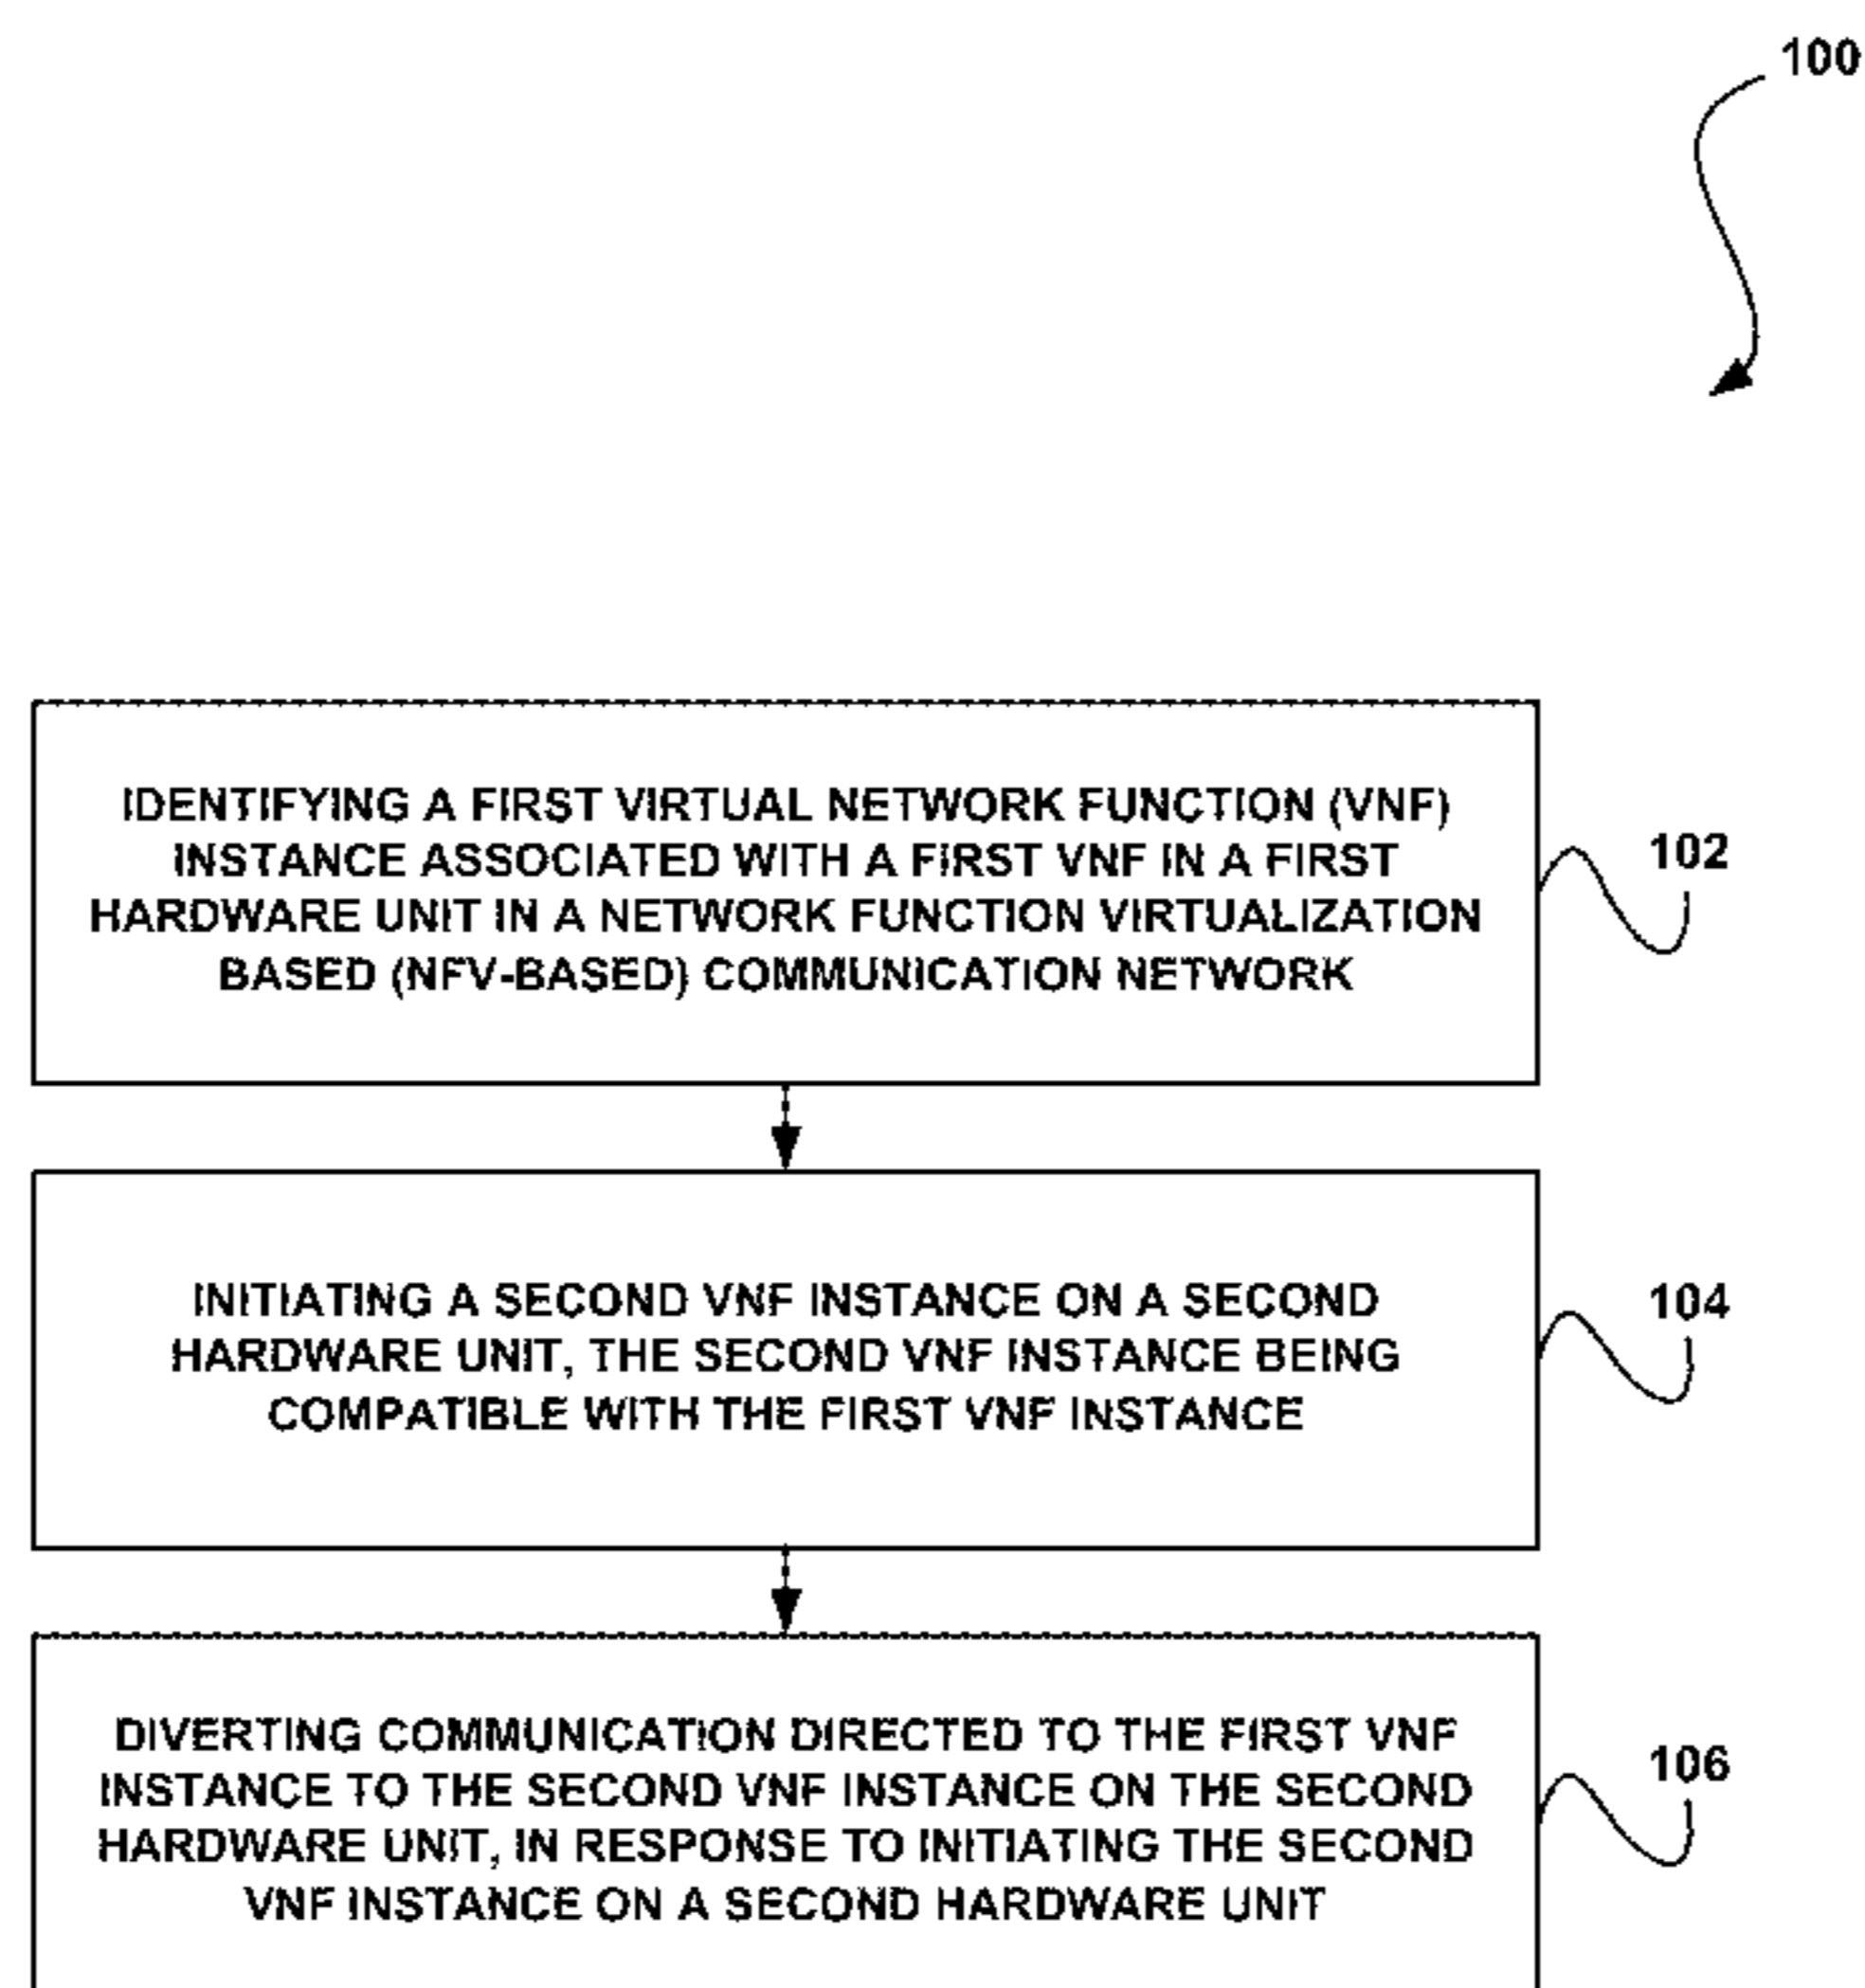 100
IDENTIFYING A FIRST VIRTUAL NETWORK FUNCTION (VNF)
INSTANCE ASSOCIATED WITH A FIRST VNF IN A FIRST
HARDWARE UNIT IN A NETWORK FUNCTION VIRTUALIZATION
BASED (NFV-BASED) COMMUNICATION NETWORK
102
INITIATING A SECOND VNF INSTANCE ON A SECOND
HARDWARE UNIT, THE SECOND VNF INSTANCE BEING
COMPATIBLE WITH THE FIRST VNF INSTANCE
104
DIVERTING COMMUNICATION DIRECTED TO THE FIRST VNF
INSTANCE TO THE SECOND VNF INSTANCE ON THE SECOND
HARDWARE UNIT, IN RESPONSE TO INITIATING THE SECOND
VNF INSTANCE ON A SECOND HARDWARE UNIT
106